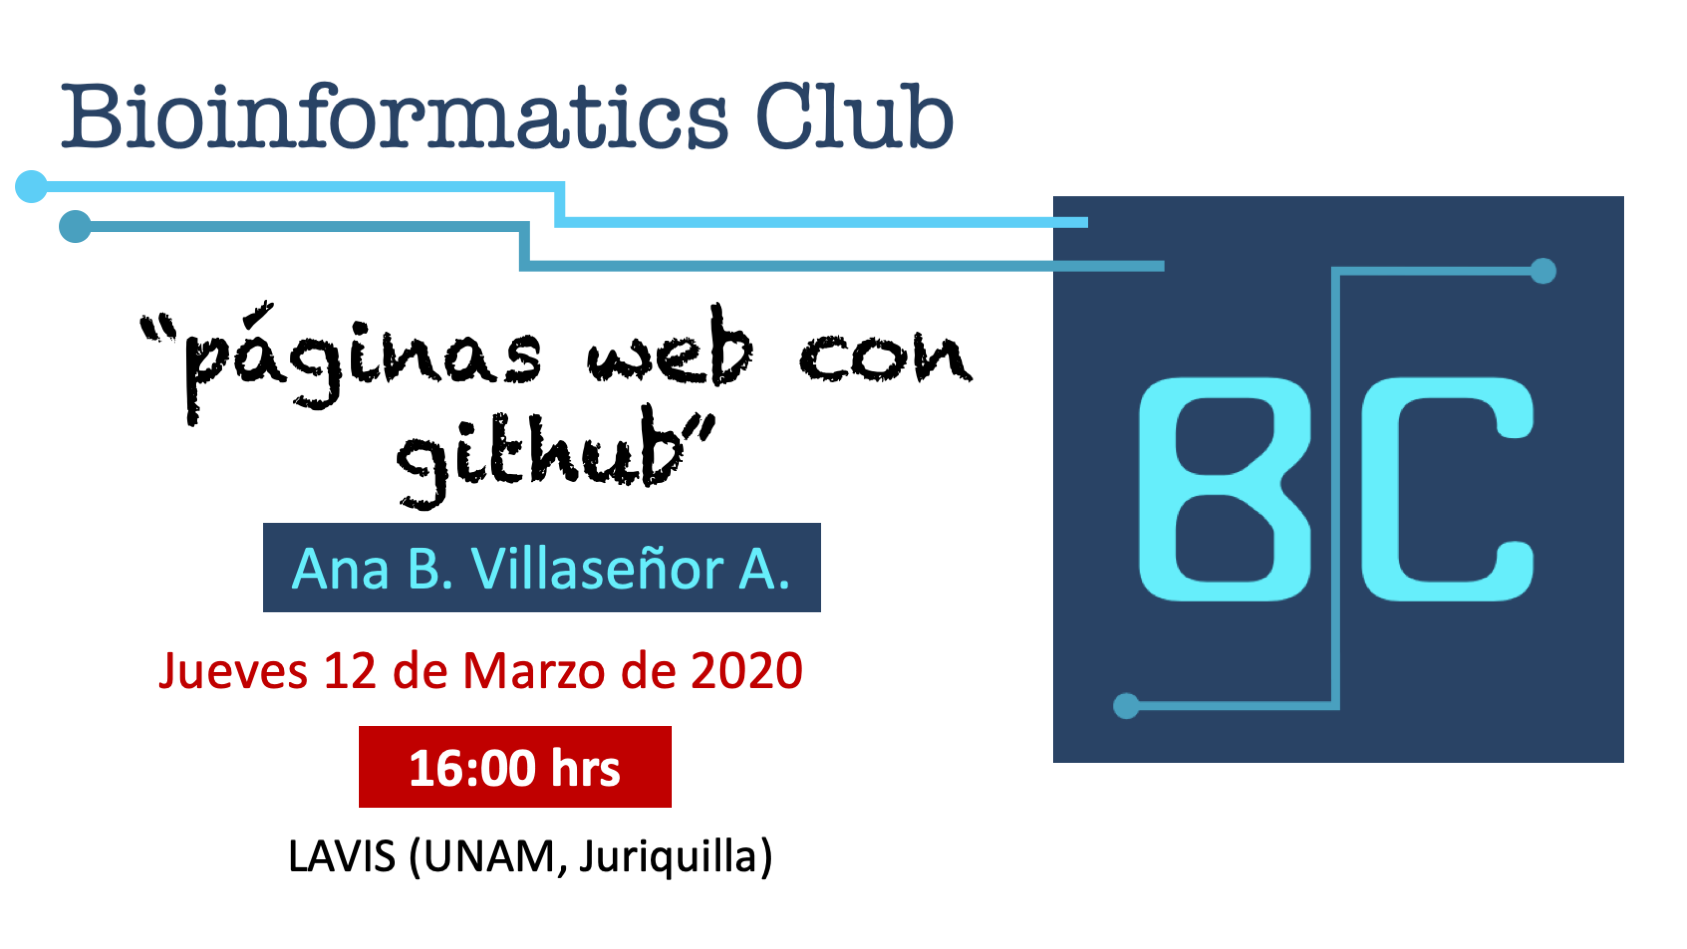 Bioinformatics Club
“páginas web con
github”
Ana B. Villaseñor A.
Jueves 12 de Marzo de 2020
16:00 hrs
LAVIS (UNAM, Juriquilla)
BC